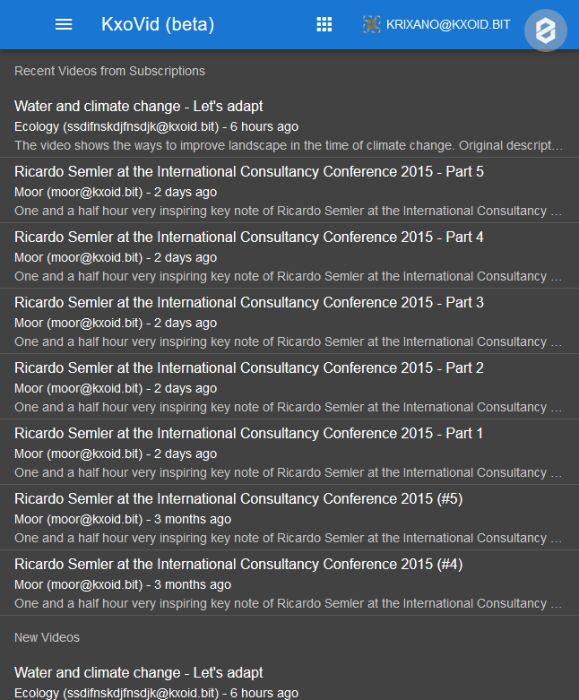 KxoVid (beta)
KRIXANO@KXOID.BIT
Recent Videos from Subscriptions
Water and climate change - Let's adapt
Ecology (ssdifnskdjfnsdjk@kxoid.bit) - 6 hours ago
The video shows the ways to improve landscape in the time of climate change. Original descript...
Ricardo Semler at the International Consultancy Conference 2015 - Part 5
Moor (moor@kxoid.bit) - 2 days ago
One and a half hour very inspiring key note of Ricardo Semler at the International Consultancy ...
Ricardo Semler at the International Consultancy Conference 2015 - Part 4
Moor (moor@kxoid.bit) - 2 days ago
One and a half hour very inspiring key note of Ricardo Semler at the International Consultancy ...
Ricardo Semler at the International Consultancy Conference 2015 - Part 3
Moor (moor@kxoid.bit) - 2 days ago
One and a half hour very inspiring key note of Ricardo Semler at the International Consultancy ...
Ricardo Semler at the International Consultancy Conference 2015 - Part 2
Moor (moor@kxoid.bit) - 2 days ago
One and a half hour very inspiring key note of Ricardo Semler at the International Consultancy ...
Ricardo Semler at the International Consultancy Conference 2015 - Part 1
Moor (moor@kxoid.bit) - 2 days ago
One and a half hour very inspiring key note of Ricardo Semler at the International Consultancy ...
Ricardo Semler at the International Consultancy Conference 2015 (#5)
Moor (moor@kxoid.bit) - 3 months ago
One and a half hour very inspiring key note of Ricardo Semler at the International Consultancy ...
Ricardo Semler at the International Consultancy Conference 2015 (#4)
Moor (moor@kxoid.bit) - 3 months ago
One and a half hour very inspiring key note of Ricardo Semler at the International Consultancy ...
New Videos
Water and climate change - Let's adapt
Ecology (ssdifnskdjfnsdjk@kxoid.bit) - 6 hours ago